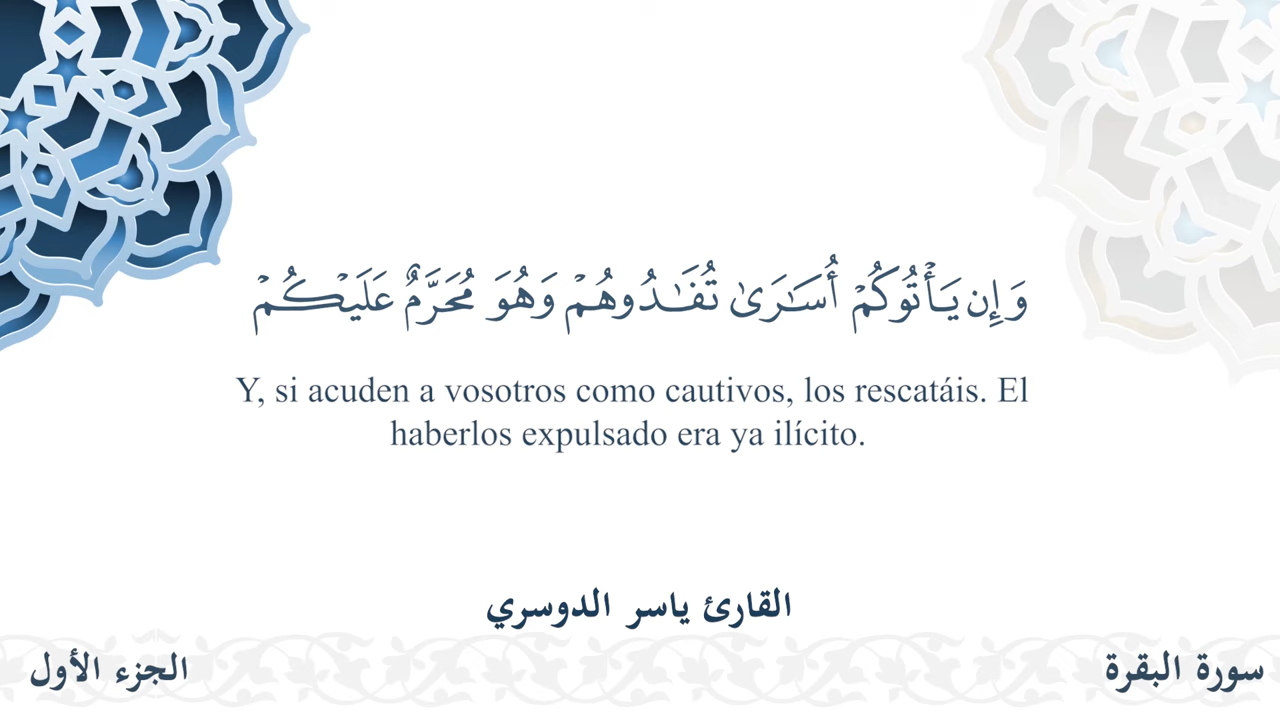 وَإِن يَأْتُوكُمْ أُسَـٰرَىٰ تُفَـٰدُوهُمْ وَهُوَ مُحَرَّمٌ عَلَيْكُمْ
Y, si acuden a vosotros como cautivos, los rescatáis. El
haberlos expulsado era ya ilícito.
القارئ ياسر الدوسري
سورة البقرة
الجزء الأول